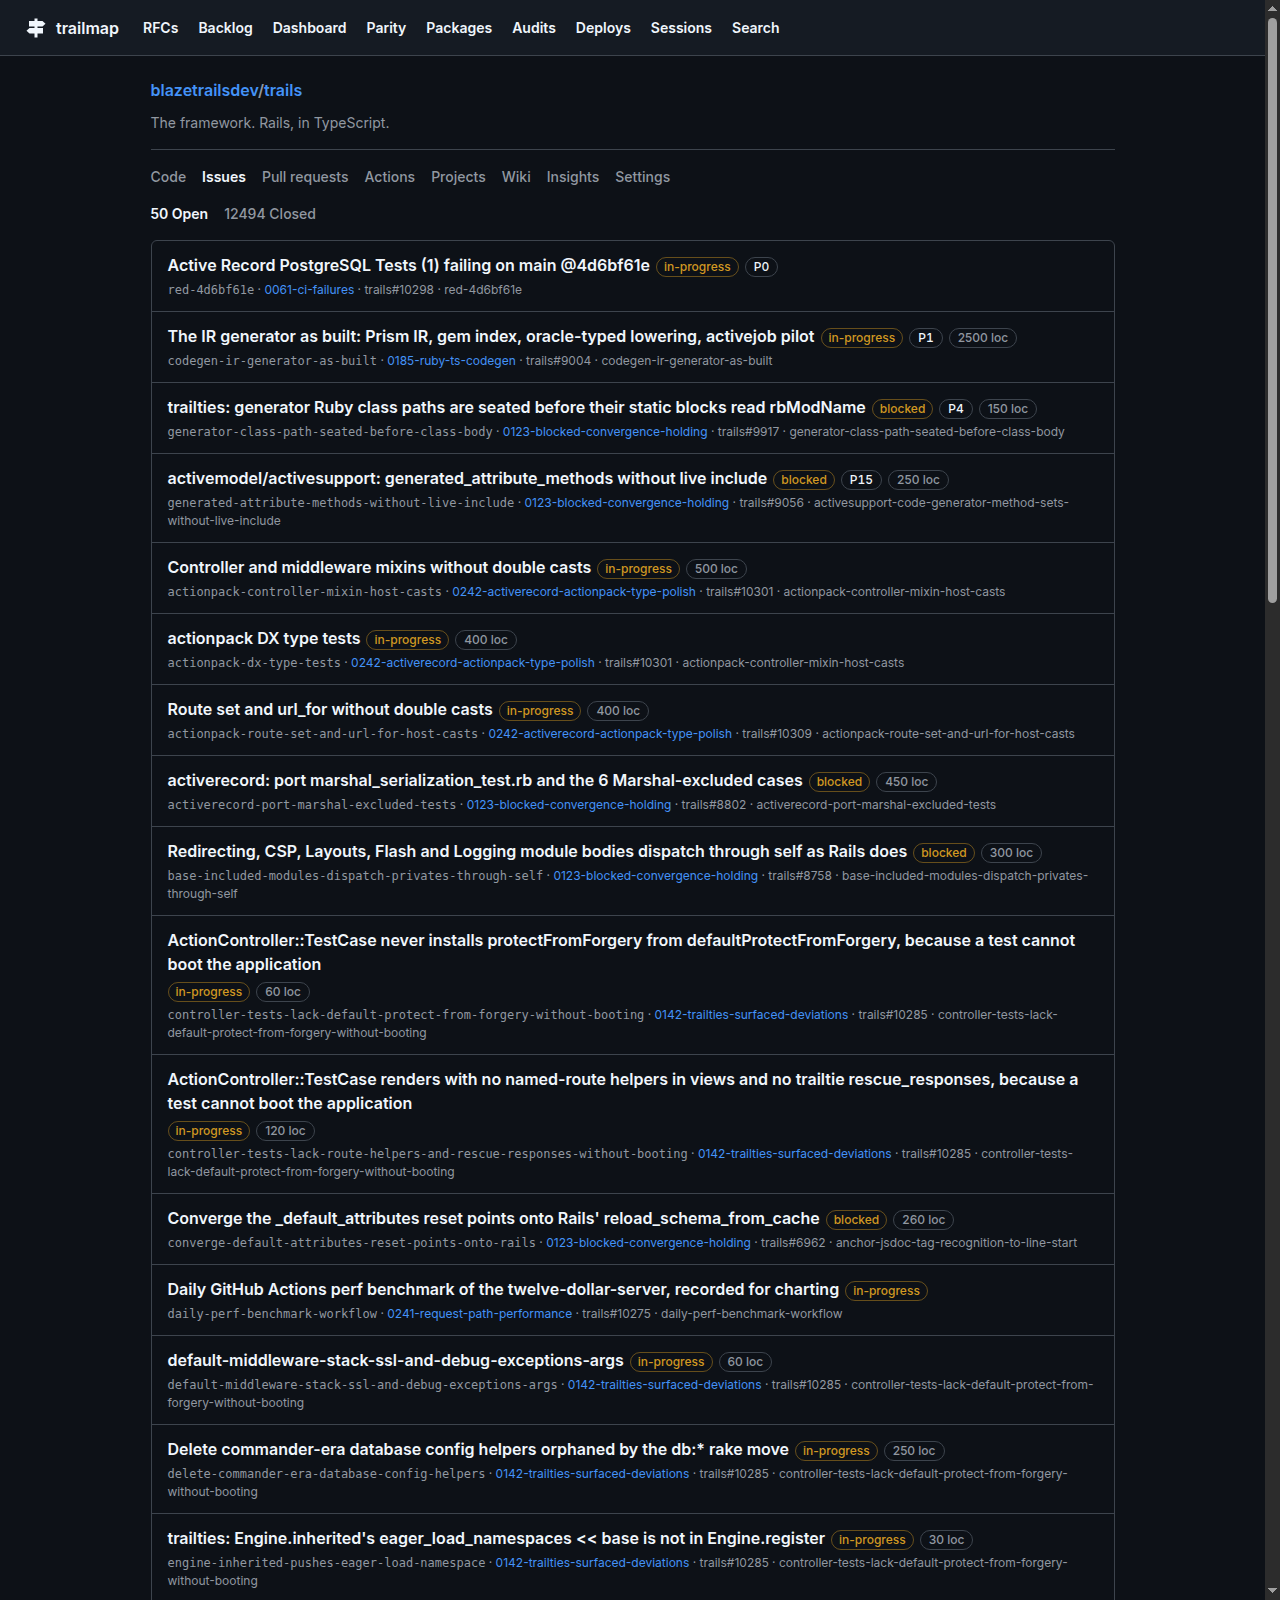 trailmap RFCs Backlog Dashboard Parity Packages Audits Deploys Sessions Search
blazetrailsdev/trails
The framework. Rails, in TypeScript.
Code Issues Pull requests Actions Projects Wiki Insights Settings
50 Open 12494 Closed
Active Record PostgreSQL Tests (1) failing on main @4d6bf61e in-progress P0
red-4d6bf61e · 0061-ci-failures · trails#10298 · red-4d6bf61e
The IR generator as built: Prism IR, gem index, oracle-typed lowering, activejob pilot in-progress P1 2500 loc
codegen-ir-generator-as-built · 0185-ruby-ts-codegen · trails#9004 · codegen-ir-generator-as-built
trailties: generator Ruby class paths are seated before their static blocks read rbModName blocked P4 150 loc
generator-class-path-seated-before-class-body · 0123-blocked-convergence-holding · trails#9917 · generator-class-path-seated-before-class-body
activemodel/activesupport: generated_attribute_methods without live include blocked P15 250 loc
generated-attribute-methods-without-live-include · 0123-blocked-convergence-holding · trails#9056 · activesupport-code-generator-method-sets-
without-live-include
Controller and middleware mixins without double casts in-progress 500 loc
actionpack-controller-mixin-host-casts · 0242-activerecord-actionpack-type-polish · trails#10301 · actionpack-controller-mixin-host-casts
actionpack DX type tests in-progress 400 loc
actionpack-dx-type-tests · 0242-activerecord-actionpack-type-polish · trails#10301 · actionpack-controller-mixin-host-casts
Route set and url_for without double casts in-progress 400 loc
actionpack-route-set-and-url-for-host-casts · 0242-activerecord-actionpack-type-polish · trails#10309 · actionpack-route-set-and-url-for-host-casts
activerecord: port marshal_serialization_test.rb and the 6 Marshal-excluded cases blocked 450 loc
activerecord-port-marshal-excluded-tests · 0123-blocked-convergence-holding · trails#8802 · activerecord-port-marshal-excluded-tests
Redirecting, CSP, Layouts, Flash and Logging module bodies dispatch through self as Rails does blocked 300 loc
base-included-modules-dispatch-privates-through-self · 0123-blocked-convergence-holding · trails#8758 · base-included-modules-dispatch-privates-
through-self
ActionController::TestCase never installs protectFromForgery from defaultProtectFromForgery, because a test cannot
boot the application
in-progress 60 loc
controller-tests-lack-default-protect-from-forgery-without-booting · 0142-trailties-surfaced-deviations · trails#10285 · controller-tests-lack-
default-protect-from-forgery-without-booting
ActionController::TestCase renders with no named-route helpers in views and no trailtie rescue_responses, because a
test cannot boot the application
in-progress 120 loc
controller-tests-lack-route-helpers-and-rescue-responses-without-booting · 0142-trailties-surfaced-deviations · trails#10285 · controller-tests-
lack-default-protect-from-forgery-without-booting
Converge the _default_attributes reset points onto Rails' reload_schema_from_cache blocked 260 loc
converge-default-attributes-reset-points-onto-rails · 0123-blocked-convergence-holding · trails#6962 · anchor-jsdoc-tag-recognition-to-line-start
Daily GitHub Actions perf benchmark of the twelve-dollar-server, recorded for charting in-progress
daily-perf-benchmark-workflow · 0241-request-path-performance · trails#10275 · daily-perf-benchmark-workflow
default-middleware-stack-ssl-and-debug-exceptions-args in-progress 60 loc
default-middleware-stack-ssl-and-debug-exceptions-args · 0142-trailties-surfaced-deviations · trails#10285 · controller-tests-lack-default-protect-from-
forgery-without-booting
Delete commander-era database config helpers orphaned by the db:* rake move in-progress 250 loc
delete-commander-era-database-config-helpers · 0142-trailties-surfaced-deviations · trails#10285 · controller-tests-lack-default-protect-from-forgery-
without-booting
trailties: Engine.inherited's eager_load_namespaces << base is not in Engine.register in-progress 30 loc
engine-inherited-pushes-eager-load-namespace · 0142-trailties-surfaced-deviations · trails#10285 · controller-tests-lack-default-protect-from-forgery-
without-booting